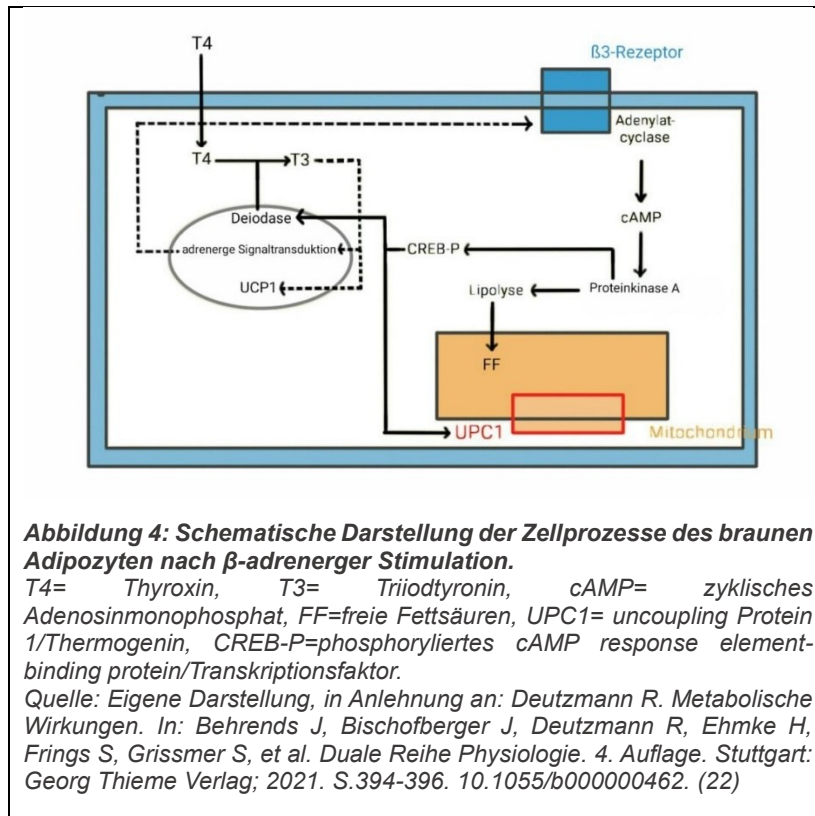 T4
ß3-Rezeptor
Adenylat-
cyclase
T4
T3
cAMP
Deiodase
adrenerge Signaltransduktion
CREB-P
UCP1
Lipolyse
Proteinkinase A
FF
UPC1
Mitochondrium
Abbildung 4: Schematische Darstellung der Zellprozesse des braunen
Adipozyten nach β-adrenerger Stimulation.
T4= Thyroxin, T3= Triiodtyronin, cAMP= zyklisches
Adenosinmonophosphat, FF=freie Fettsäuren, UPC1= uncoupling Protein
1/Thermogenin, CREB-P=phosphoryliertes cAMP response element-
binding protein/Transkriptionsfaktor.
Quelle: Eigene Darstellung, in Anlehnung an: Deutzmann R. Metabolische
Wirkungen. In: Behrends J, Bischofberger J, Deutzmann R, Ehmke H,
Frings S, Grissmer S, et al. Duale Reihe Physiologie. 4. Auflage. Stuttgart:
Georg Thieme Verlag; 2021. S.394-396. 10.1055/b000000462. (22)